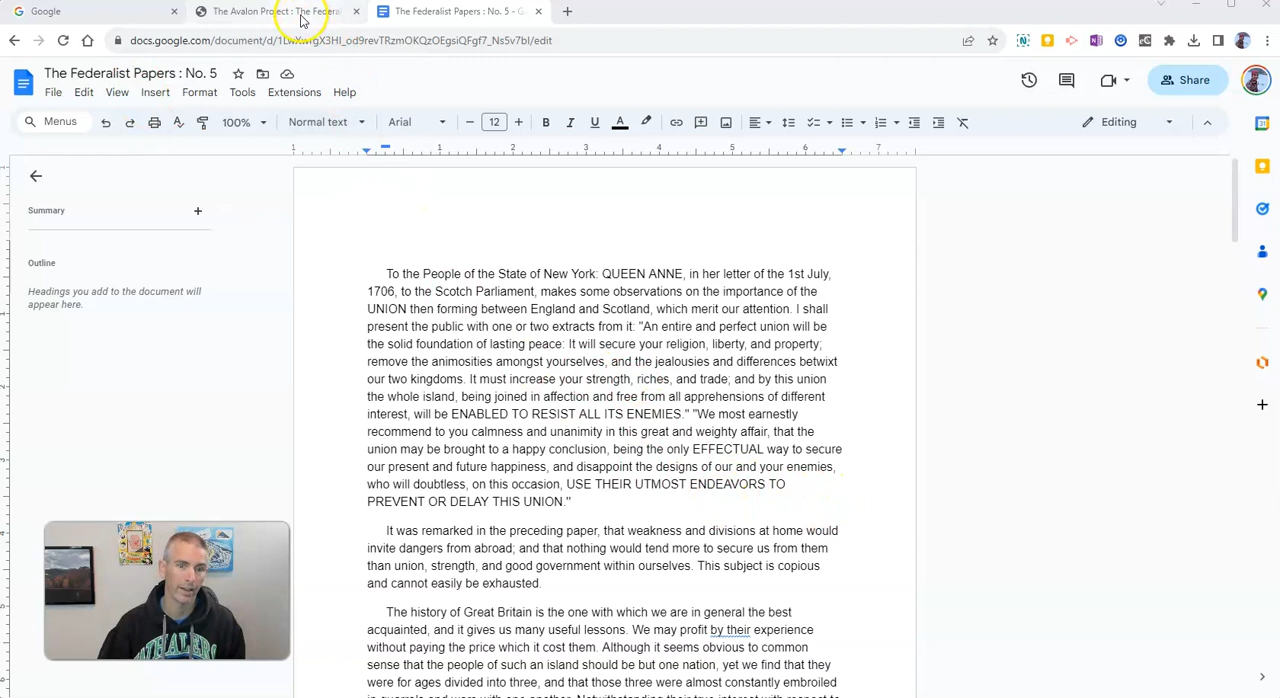 Google
The Avalon Project : The Federa
The Federalist Papers : No. 5 - G
The Federalist Papers : No. 5
File Edit View Insert Format Tools Extensions Help
Share
Menus
100%
Normal text
Arial
12
Editing
1 1 2 3 4 5 6 7
Summary
Outline
Headings you add to the document will
appear here.
To the People of the State of New York: QUEEN ANNE, in her letter of the 1st July,
1706, to the Scotch Parliament, makes some observations on the importance of the
UNION then forming between England and Scotland, which merit our attention. I shall
present the public with one or two extracts from it: "An entire and perfect union will be
the solid foundation of lasting peace: It will secure your religion, liberty, and property;
remove the animosities amongst yourselves, and the jealousies and differences betwixt
our two kingdoms. It must increase your strength, riches, and trade; and by this union
the whole island, being joined in affection and free from all apprehensions of different
interest, will be ENABLED TO RESIST ALL ITS ENEMIES." "We most earnestly
recommend to you calmness and unanimity in this great and weighty affair, that the
union may be brought to a happy conclusion, being the only EFFECTUAL way to secure
our present and future happiness, and disappoint the designs of our and your enemies,
who will doubtless, on this occasion, USE THEIR UTMOST ENDEAVORS TO
PREVENT OR DELAY THIS UNION."
It was remarked in the preceding paper, that weakness and divisions at home would
invite dangers from abroad; and that nothing would tend more to secure us from them
than union, strength, and good government within ourselves. This subject is copious
and cannot easily be exhausted.
The history of Great Britain is the one with which we are in general the best
acquainted, and it gives us many useful lessons. We may profit by their experience
without paying the price which it cost them. Although it seems obvious to common
sense that the people of such an island should be but one nation, yet we find that they
were for ages divided into three, and that those three were almost constantly embroiled